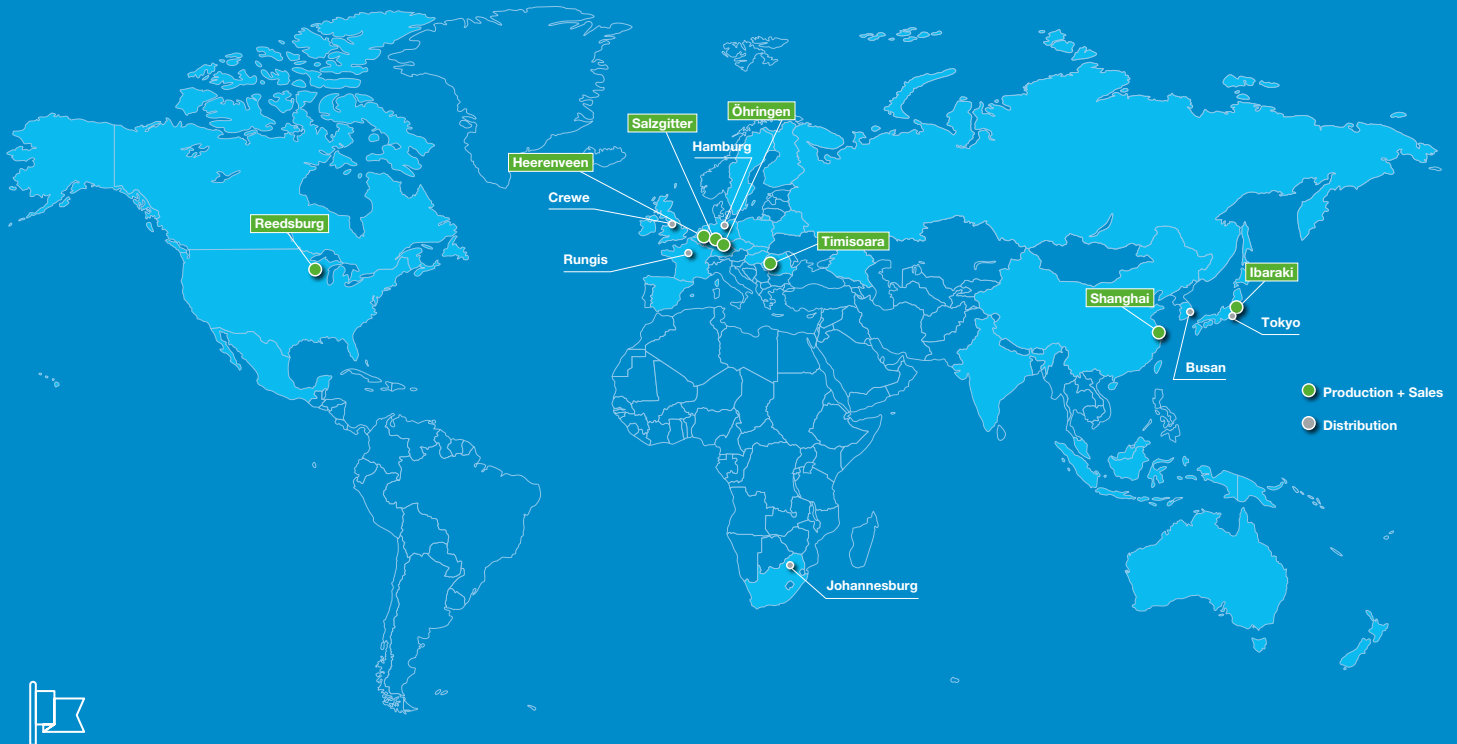 Öhringen
Salzgitter
Hamburg
Heerenveen
Crewe
Reedsburg
Timisoara
Rungis
Ibaraki
Shanghai
Tokyo
Busan
Production + Sales
Distribution
Johannesburg